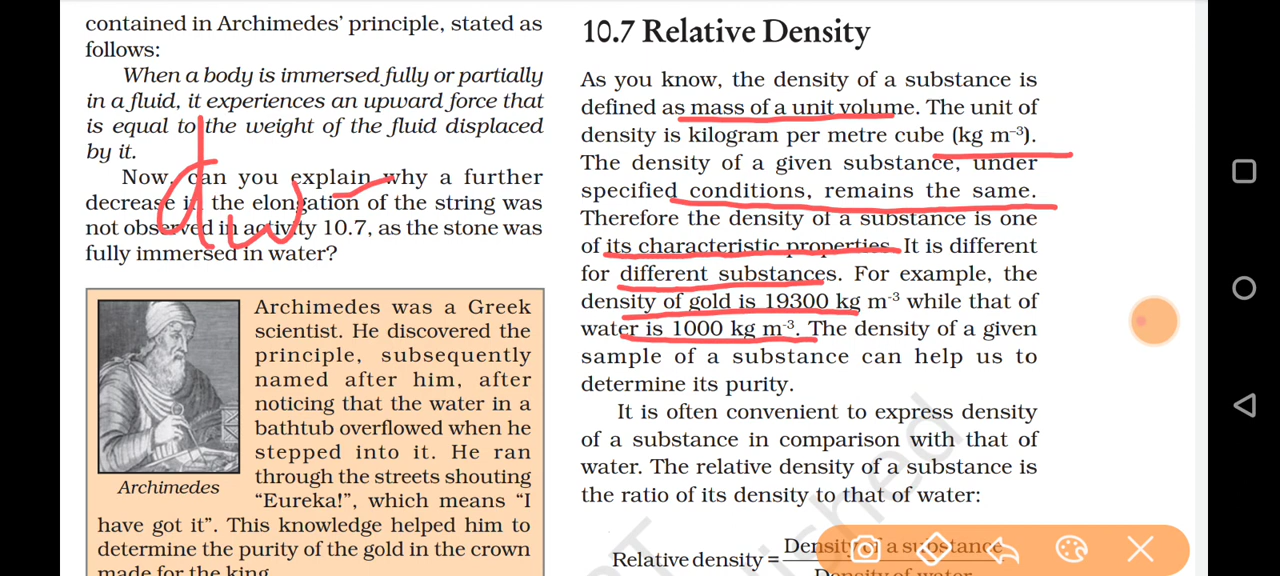 contained in Archimedes' principle, stated as
follows:
When a body is immersed fully or partially
in a fluid, it experiences an upward force that
is equal to the weight of the fluid displaced
by it.
Now, can you explain why a further
decrease in the elongation of the string was
not observed in activity 10.7, as the stone was
fully immersed in water?
dw
Archimedes was a Greek
scientist. He discovered the
principle, subsequently
named after him, after
noticing that the water in a
bathtub overflowed when he
stepped into it. He ran
through the streets shouting
“Eureka!”, which means “I
have got it”. This knowledge helped him to
determine the purity of the gold in the crown
made for the king.
Archimedes
10.7 Relative Density
As you know, the density of a substance is
defined as mass of a unit volume. The unit of
density is kilogram per metre cube (kg m⁻³).
The density of a given substance, under
specified conditions, remains the same.
Therefore the density of a substance is one
of its characteristic properties. It is different
for different substances. For example, the
density of gold is 19300 kg m⁻³ while that of
water is 1000 kg m⁻³. The density of a given
sample of a substance can help us to
determine its purity.
It is often convenient to express density
of a substance in comparison with that of
water. The relative density of a substance is
the ratio of its density to that of water:
Relative density = Density of a substance
Density of water